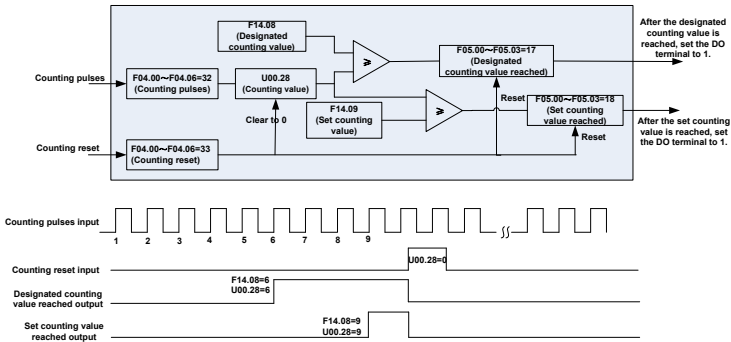 F14.08
(Designated
counting value)
After the designated
counting value is
reached, set the DO
terminal to 1.
≥
F05.00~F05.03=17
(Designated
counting value reached)
Counting pulses
F04.00~F04.06=32
(Counting pulses)
U00.28
(Counting value)
Clear to 0
F14.09
(Set counting
value)
≥
Reset
F05.00~F05.03=18
(Set counting
value reached)
Reset
After the set counting
value is reached, set
the DO terminal to 1.
Counting reset
F04.00~F04.06=33
(Counting reset)
Counting pulses input
1 2 3 4 5 6 7 8 9
Counting reset input
U00.28=0
Designated counting
value reached output
F14.08=6
U00.28=6
Set counting value
reached output
F14.08=9
U00.28=9